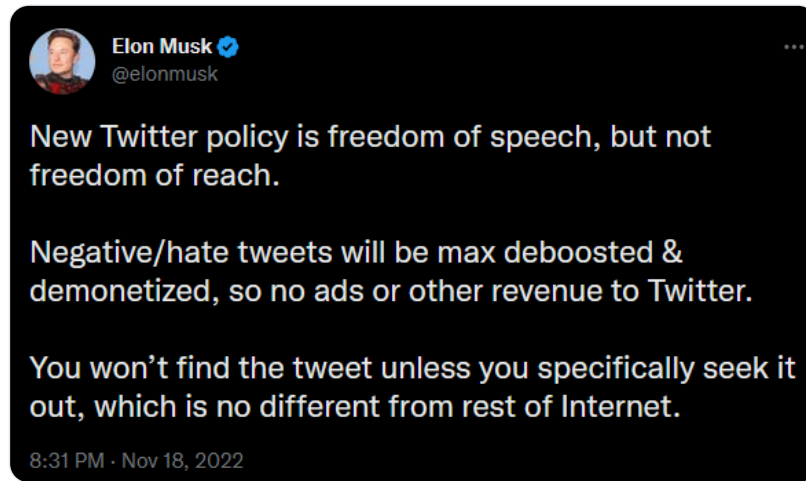 Elon Musk
@elonmusk
New Twitter policy is freedom of speech, but not
freedom of reach.
Negative/hate tweets will be max deboosted &
demonetized, so no ads or other revenue to Twitter.
You won’t find the tweet unless you specifically seek it
out, which is no different from rest of Internet.
8:31 PM · Nov 18, 2022